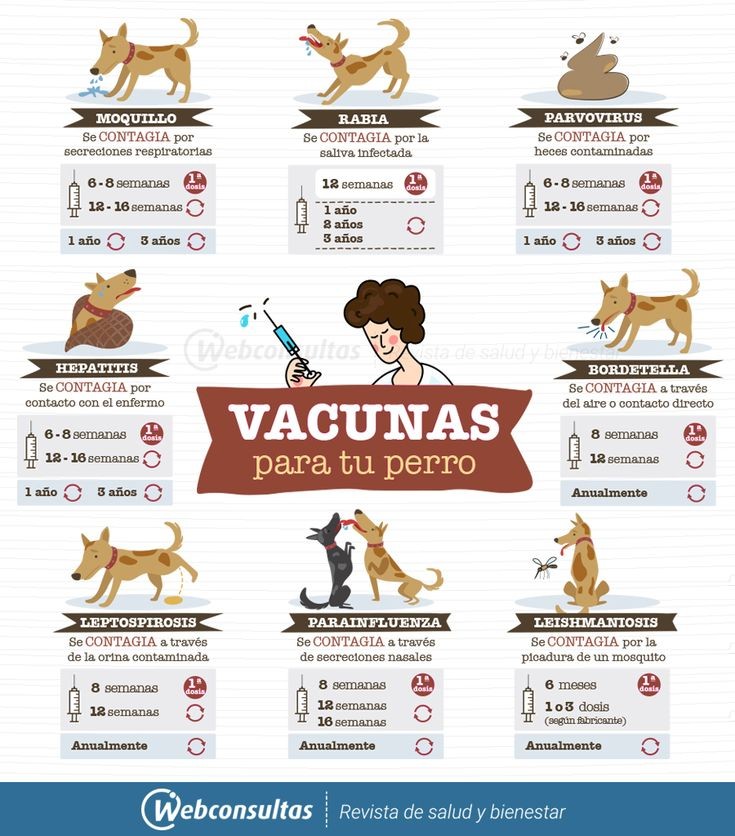 MOQUILLO
Se CONTAGIA por
secreciones respiratorias
6 - 8 semanas
1ª dosis
12 - 16 semanas
1 año
3 años
RABIA
Se CONTAGIA por la
saliva infectada
12 semanas
1ª dosis
1 año
2 años
3 años
PARVOVIRUS
Se CONTAGIA por
heces contaminadas
6 - 8 semanas
1ª dosis
12 - 16 semanas
1 año
3 años
HEPATITIS
Se CONTAGIA por
contacto con el enfermo
6 - 8 semanas
1ª dosis
12 - 16 semanas
1 año
3 años
Webconsultas
Revista de salud y bienestar
VACUNAS
para tu perro
BORDETELLA
Se CONTAGIA a través
del aire o contacto directo
8 semanas
1ª dosis
12 semanas
Anualmente
LEPTOSPIROSIS
Se CONTAGIA a través
de la orina contaminada
8 semanas
1ª dosis
12 semanas
Anualmente
PARAINFLUENZA
Se CONTAGIA a través
de secreciones nasales
8 semanas
1ª dosis
12 semanas
16 semanas
Anualmente
LEISHMANIOSIS
Se CONTAGIA por la
picadura de un mosquito
6 meses
1ª dosis
1 o 3 dosis
(según fabricante)
Anualmente
Webconsultas
Revista de salud y bienestar